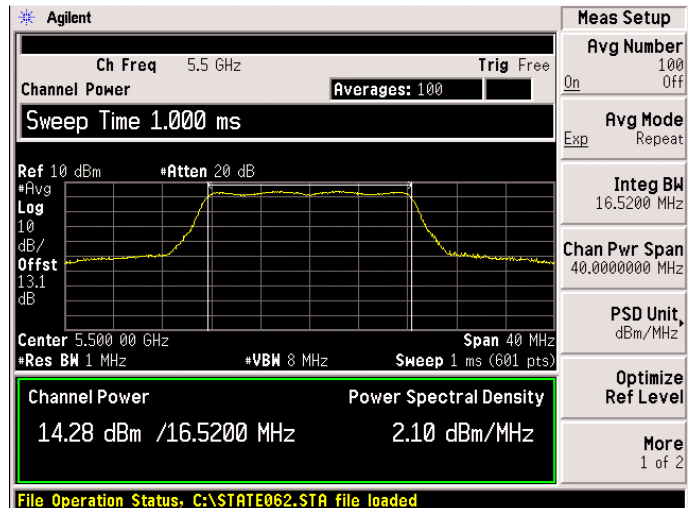 Agilent
Meas Setup
Ch Freq 5.5 GHz Trig Free
Channel Power Averages: 100
Sweep Time 1.000 ms
Ref 10 dBm #Atten 20 dB
#Avg
Log
10
dB/
Offst
13.1
dB
Center 5.500 00 GHz Span 40 MHz
#Res BW 1 MHz #VBW 8 MHz Sweep 1 ms (601 pts)
Channel Power Power Spectral Density
14.28 dBm /16.5200 MHz 2.10 dBm/MHz
File Operation Status, C:\STATE062.STA file loaded
Avg Number
100
On Off
Avg Mode
Exp Repeat
Integ BW
16.5200 MHz
Chan Pwr Span
40.0000000 MHz
PSD Unit
dBm/MHz
Optimize
Ref Level
More
1 of 2